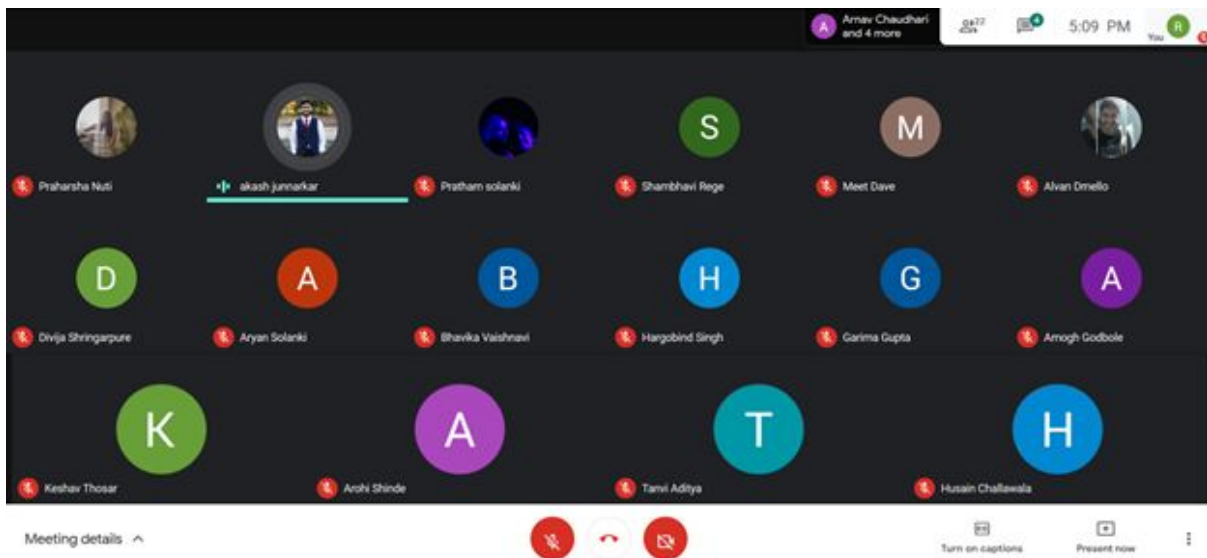 A Arnav Chaudhari
and 4 more
22
4
5:09 PM
You R
Praharsha Nuti akash junnarkar Pratham solanki
S
Shambhavi Rege
M
Meet Dave Alvan Dmello
D A B H G A
Divija Shringarpure Aryan Solanki Bhavika Vaishnavi Hargobind Singh Garima Gupta Amogh Godbole
K A T H
Keshav Thosar Arohi Shinde Tanvi Aditya Husain Challawala
Meeting details
Turn on captions Present now